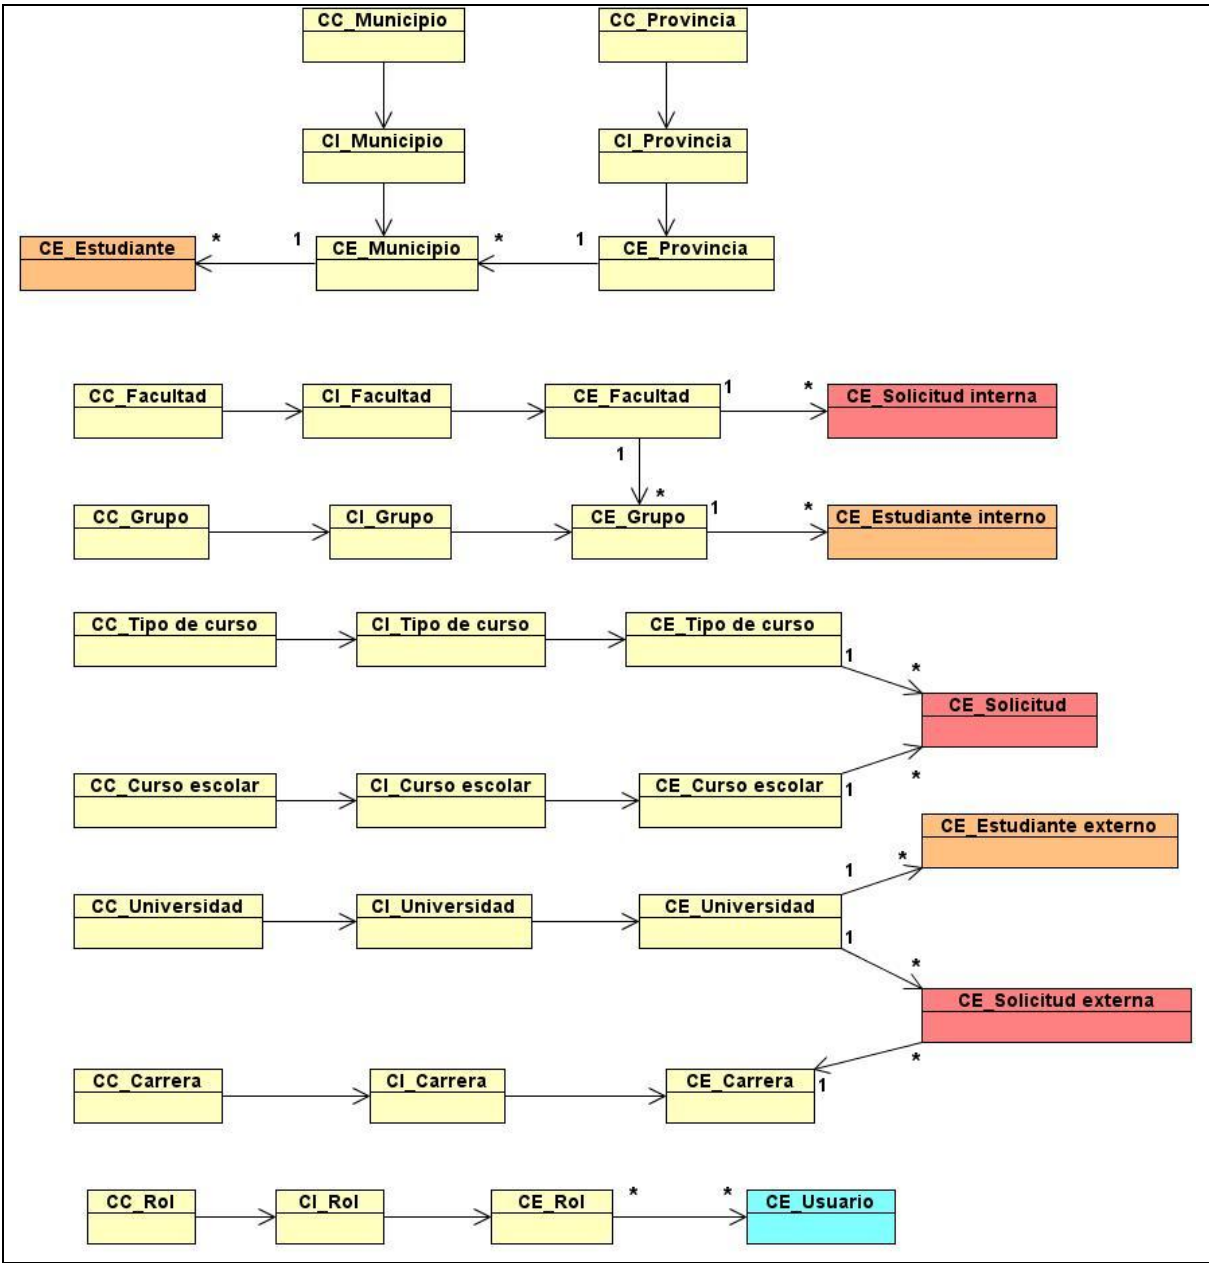 CC_Municipio CC_Provincia
CI_Municipio CI_Provincia
CE_Estudiante * 1 CE_Municipio * 1 CE_Provincia
CC_Facultad CI_Facultad CE_Facultad 1 * CE_Solicitud interna
1
*
CC_Grupo CI_Grupo CE_Grupo 1 * CE_Estudiante interno
CC_Tipo de curso CI_Tipo de curso CE_Tipo de curso
1 *
CE_Solicitud
CC_Curso escolar CI_Curso escolar CE_Curso escolar 1 *
CE_Estudiante externo
1 *
CC_Universidad CI_Universidad CE_Universidad
1 *
CE_Solicitud externa
*
CC_Carrera CI_Carrera CE_Carrera 1
CC_Rol CI_Rol CE_Rol * * CE_Usuario